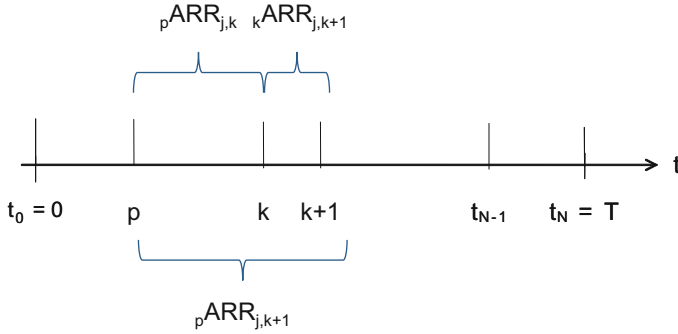 pARRj,k kARRj,k+1
t
t0 = 0 p k k+1 tN-1 tN = T
pARRj,k+1